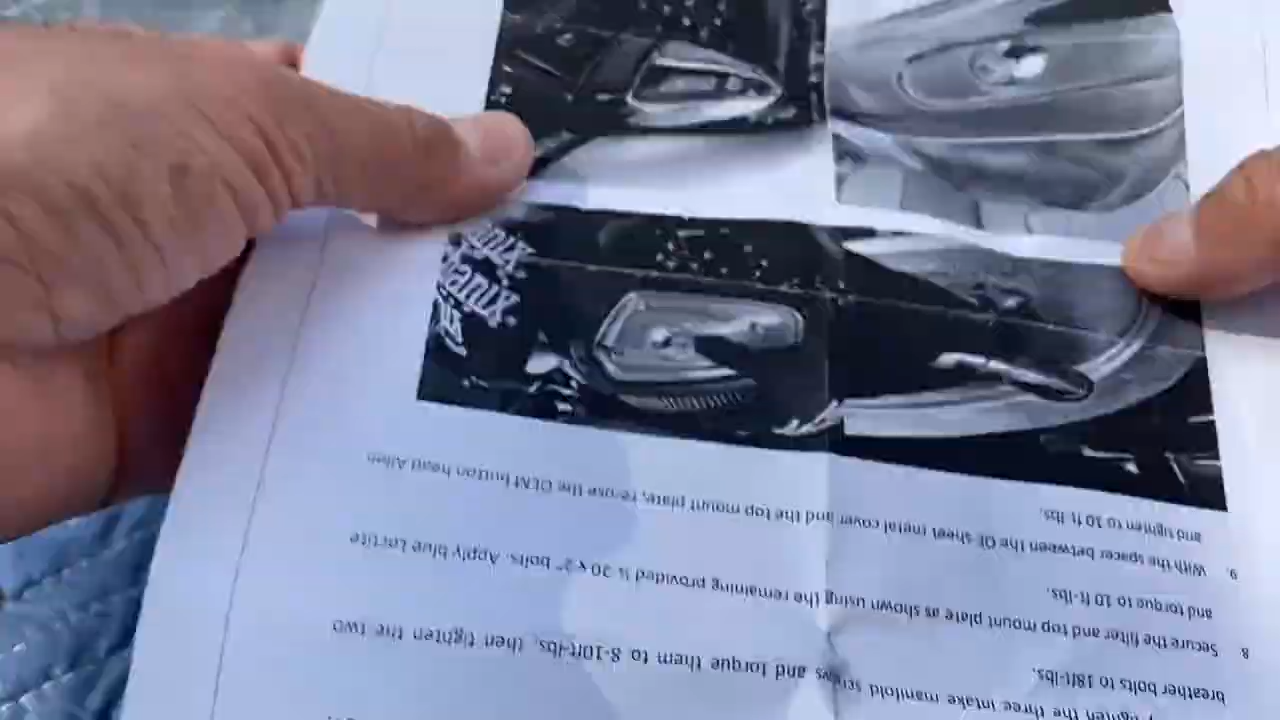 ghten the three intake manifold screws and torque them to 8-10ft-lbs, then tighten the two
breather bolts to 18ft-lbs.
8 Secure the filter and top mount plate as shown using the remaining provided ¼ 20 x 2" bolts. Apply blue Loctite
and torque to 10 ft-lbs.
9. With the spacer between the OE sheet metal cover and the top mount plate, re-use the OEM button head Allen
and tighten to 10 ft lbs.